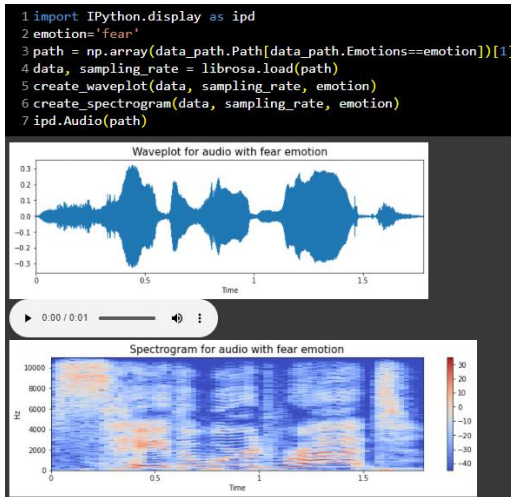 1 import IPython.display as ipd
2 emotion='fear'
3 path = np.array(data_path.Path[data_path.Emotions==emotion])[1]
4 data, sampling_rate = librosa.load(path)
5 create_waveplot(data, sampling_rate, emotion)
6 create_spectrogram(data, sampling_rate, emotion)
7 ipd.Audio(path)
Waveplot for audio with fear emotion
0.3
0.2
0.1
0.0
−0.1
−0.2
−0.3
0 0.5 1 1.5
Time
0:00 / 0:01
Spectrogram for audio with fear emotion
10000
8000
6000
4000
2000
0
Hz
0 0.5 1 1.5
Time
30
20
10
0
−10
−20
−30
−40